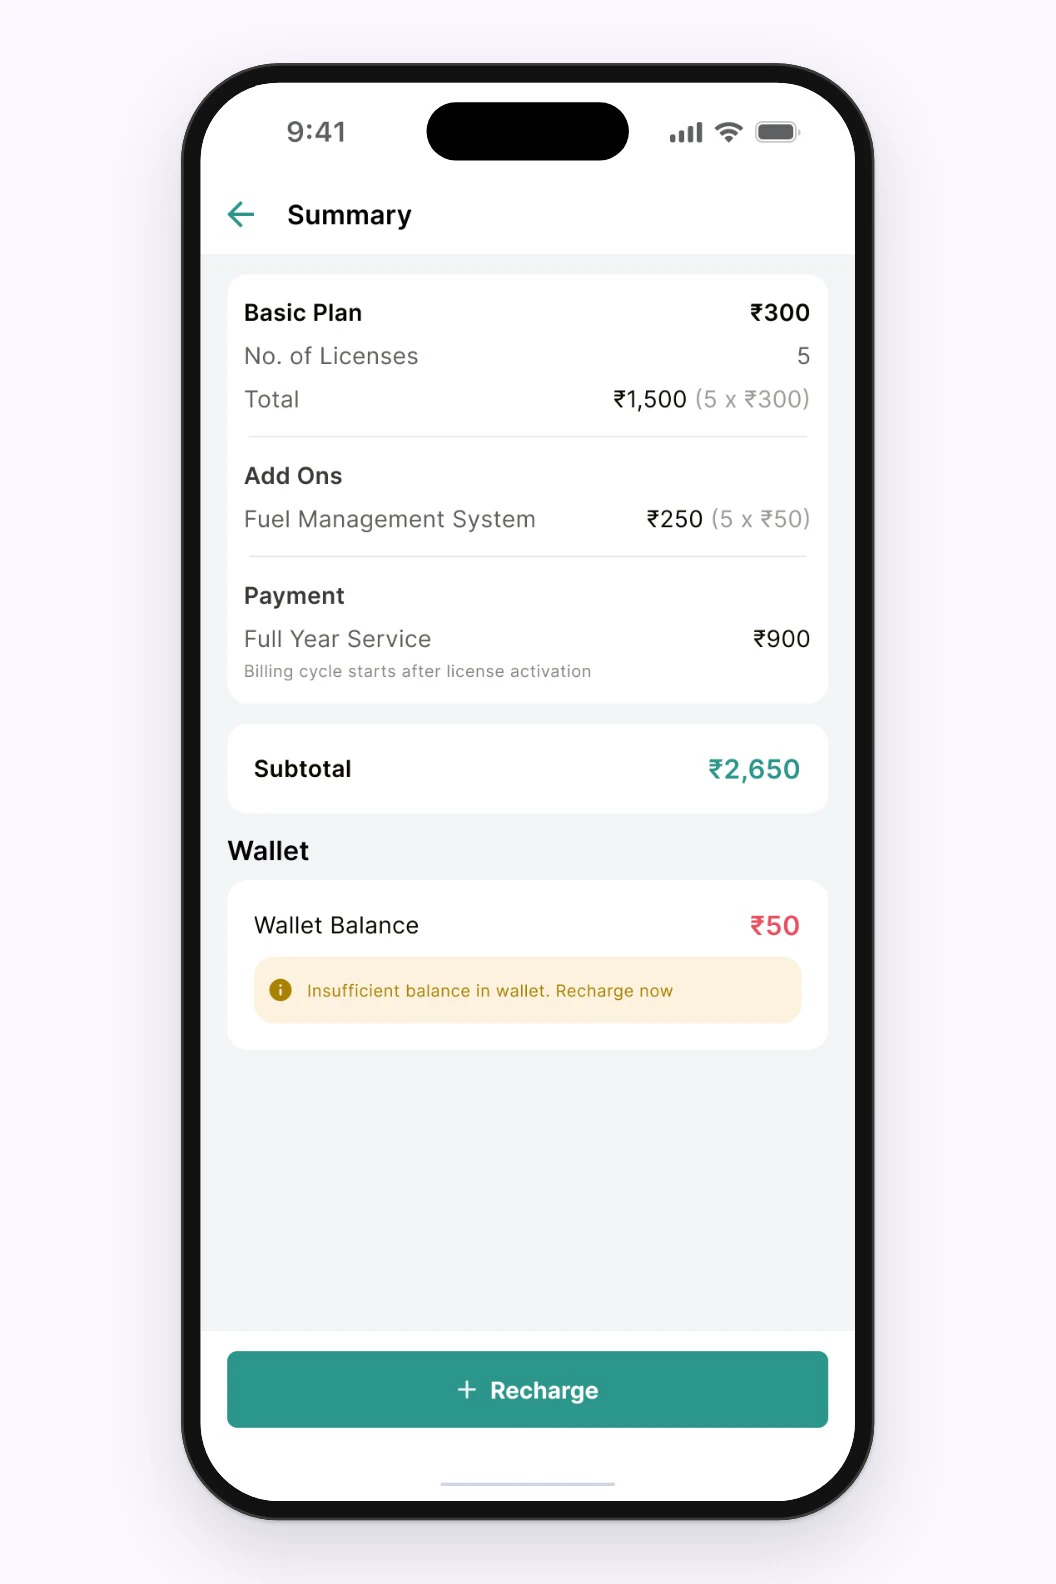 9:41
Summary
Basic Plan ₹300
No. of Licenses 5
Total ₹1,500 (5 x ₹300)
Add Ons
Fuel Management System ₹250 (5 x ₹50)
Payment
Full Year Service ₹900
Billing cycle starts after license activation
Subtotal ₹2,650
Wallet
Wallet Balance ₹50
Insufficient balance in wallet. Recharge now
+ Recharge